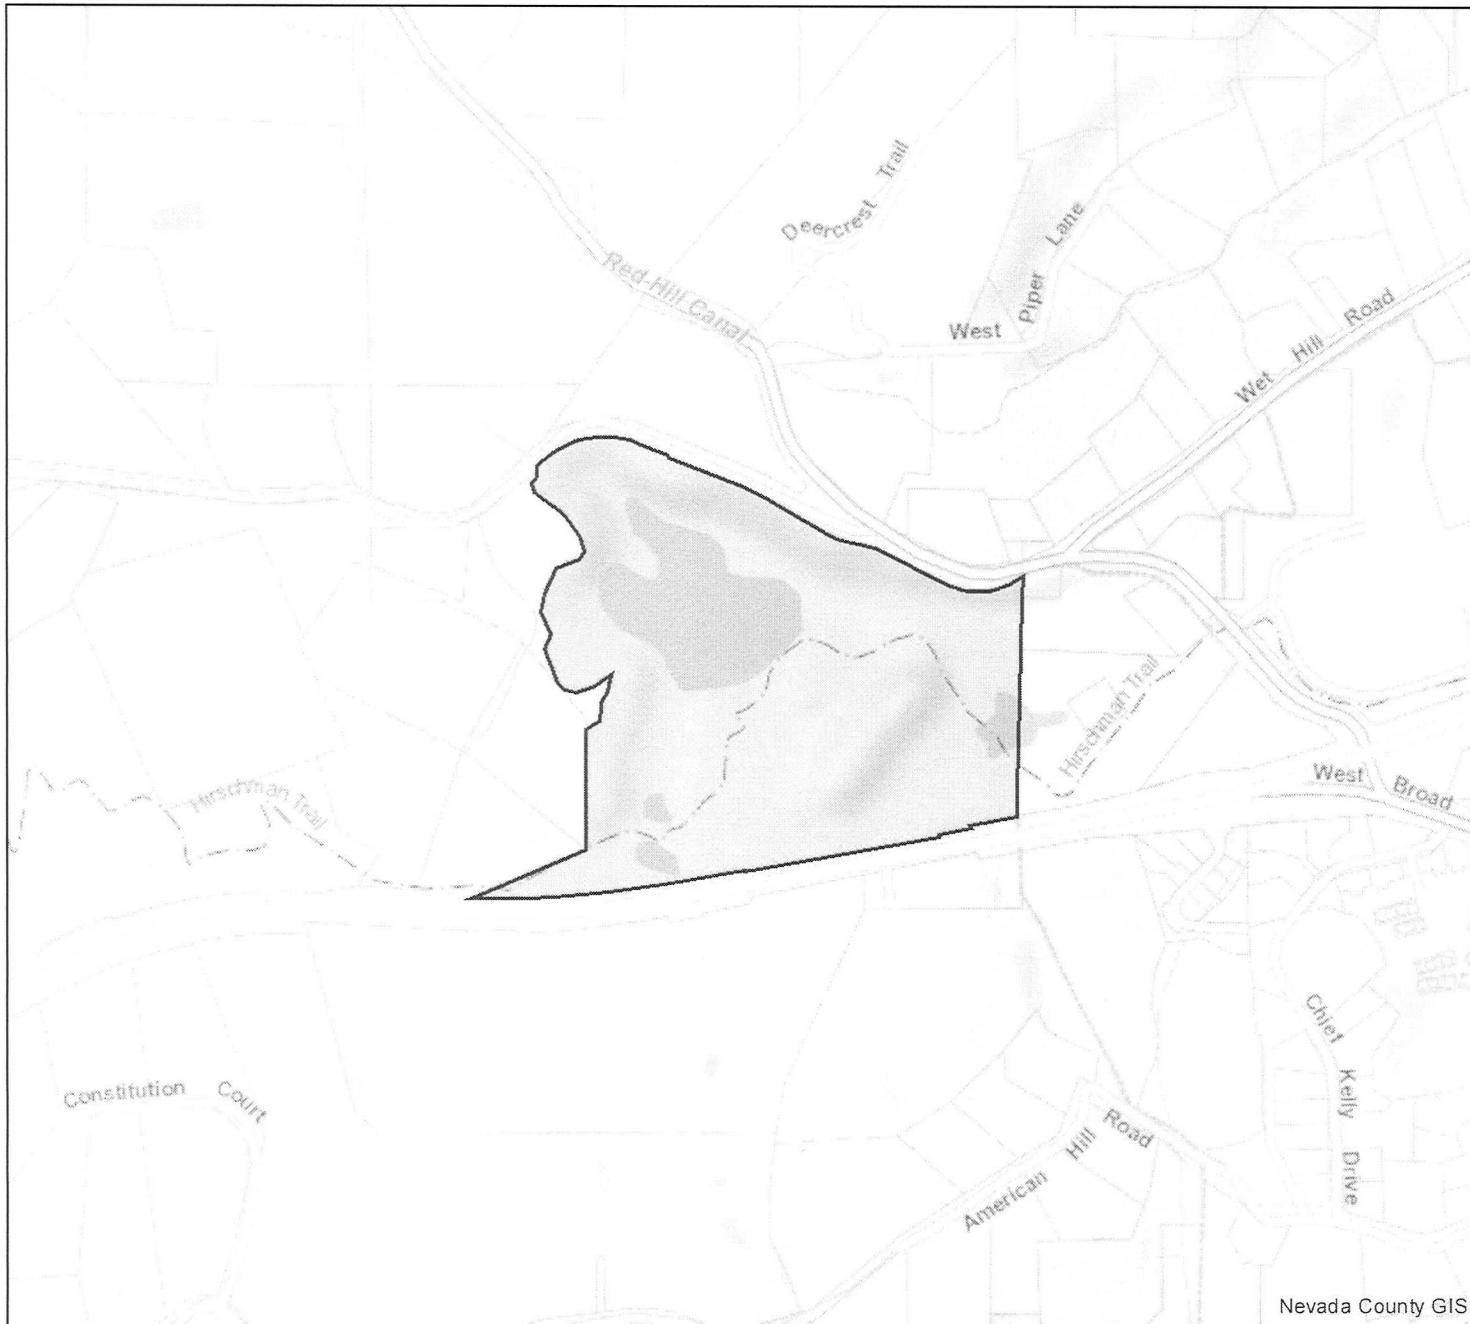 Deercrest Trail
Red-Hill Canal
West Piper Lane
Wet Hill Road
Hirschman Trail
Hirschman Trail
West Broad
Constitution Court
Chief Kelly Drive
American Hill Road
Nevada County GIS